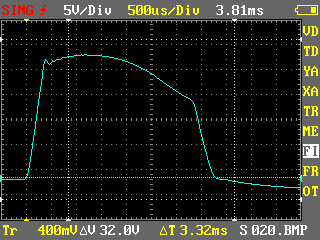 SING 5V/Div 500us/Div 3.81ms
VD
TD
YA
XA
TR
ME
FI
FR
OT
Tr 400mV ΔV 32.0V ΔT 3.32ms S 020.BMP